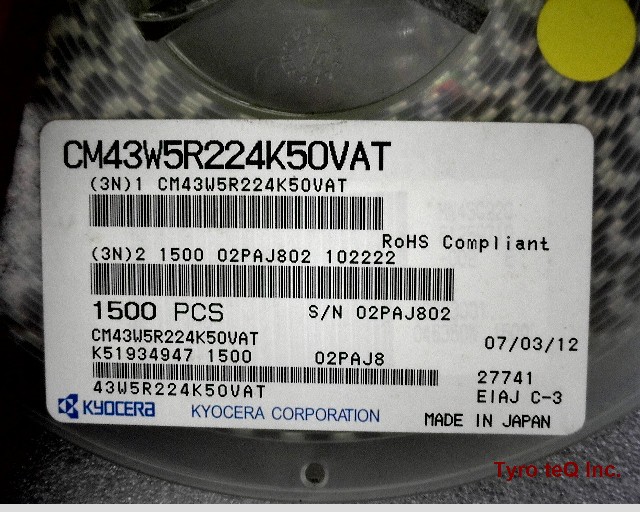 CM43W5R224K50VAT
(3N)1 CM43W5R224K50VAT
RoHS Compliant
(3N)2 1500 02PAJ802 102222
1500 PCS S/N 02PAJ802
CM43W5R224K50VAT 07/03/12
K51934947 1500 02PAJ8
27741
43W5R224K50VAT EIAJ C-3
KYOCERA KYOCERA CORPORATION MADE IN JAPAN
Tyro teQ Inc.